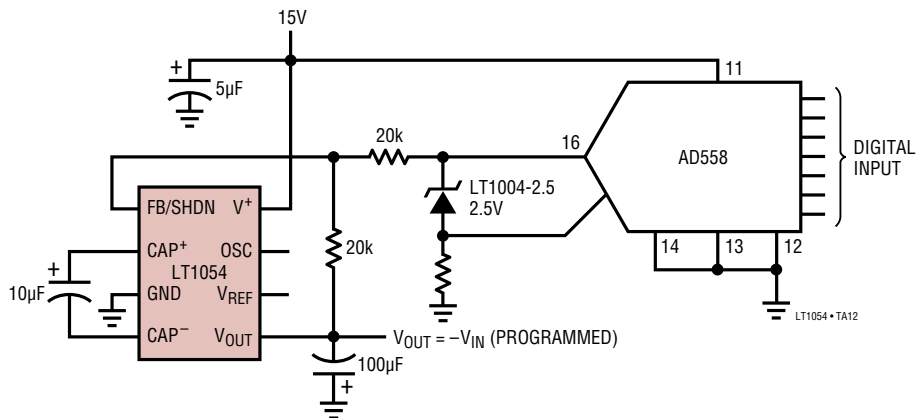 15V
+
5µF
11
20k
16
AD558
DIGITAL
INPUT
LT1004-2.5
2.5V
FB/SHDN V+
CAP+ OSC
LT1054
GND VREF
CAP− VOUT
+
10µF
20k
14 13 12
LT1054 • TA12
VOUT = –VIN (PROGRAMMED)
100µF
+